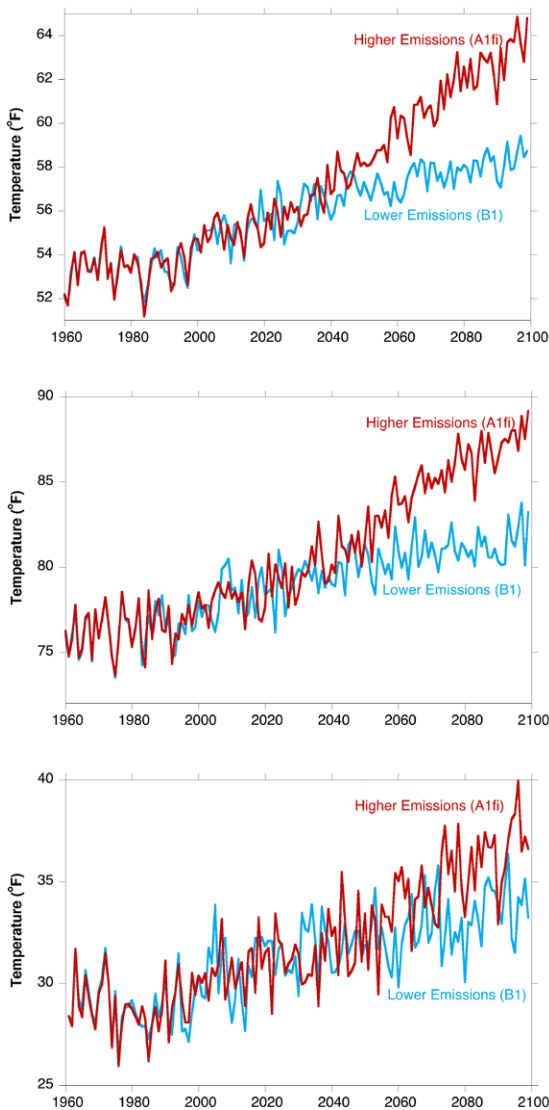 64
62
60
58
56
54
52
Temperature (°F)
Higher Emissions (A1fi)
Lower Emissions (B1)
1960 1980 2000 2020 2040 2060 2080 2100
90
85
80
75
Temperature (°F)
Higher Emissions (A1fi)
Lower Emissions (B1)
1960 1980 2000 2020 2040 2060 2080 2100
40
35
30
25
Temperature (°F)
Higher Emissions (A1fi)
Lower Emissions (B1)
1960 1980 2000 2020 2040 2060 2080 2100